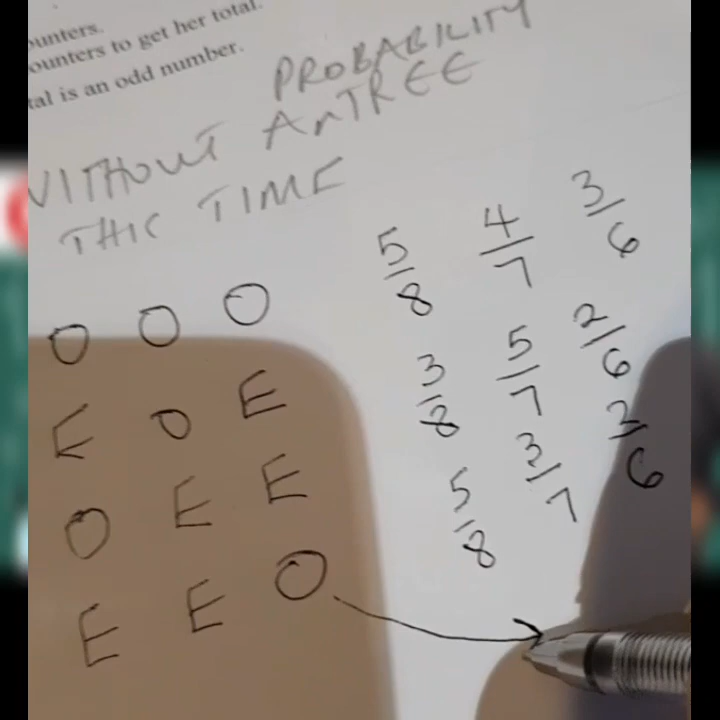 ounters.
ounters to get her total.
tal is an odd number.
PROBABILITY
WITHOUT A TREE
THIS TIME
O O O 5/8 4/7 3/6
E O E 3/8 5/7 2/6
O E E 5/8 3/7 2/6
E E O